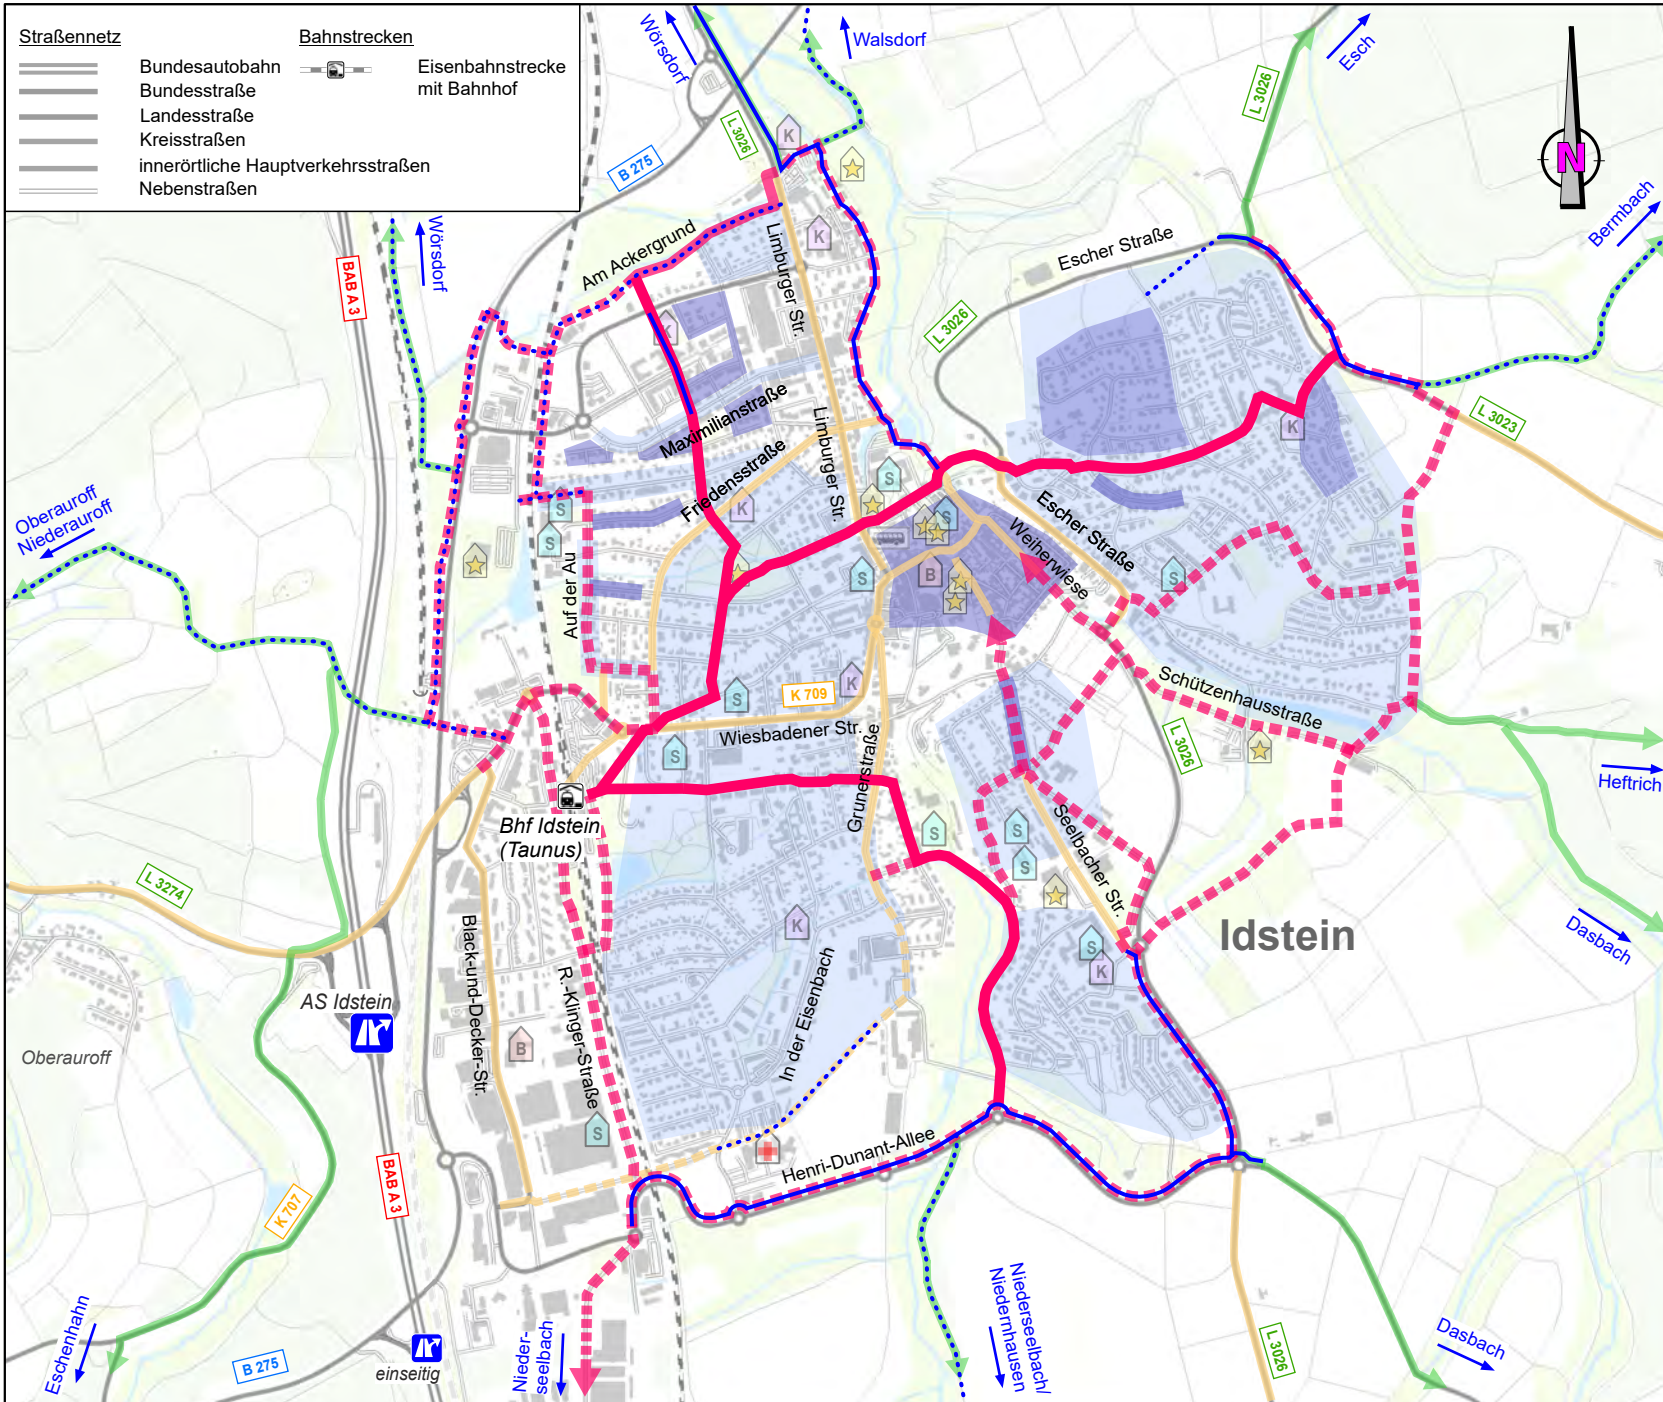 Straßennetz
Bahnstrecken
Bundesautobahn
Bundesstraße
Landesstraße
Kreisstraßen
innerörtliche Hauptverkehrsstraßen
Nebenstraßen
Eisenbahnstrecke
mit Bahnhof
Wörsdorf
Walsdorf
Esch
L 3026
L 3026
B 275
N
Bermbach
Wörsdorf
BAB A 3
Am Ackergrund
Limburger Str.
Escher Straße
L 3026
K
K
K
Maximilianstraße
Friedensstraße
Limburger Str.
K
L 3023
Oberauroff
Niederauroff
S
S
K
S
S
Escher Straße
Weiherwiese
Auf der Au
S
B
S
S
K 709
K
Wiesbadener Str.
S
Schützenhausstraße
L 3026
Heftrich
Grunerstraße
Bhf Idstein
(Taunus)
S
S
S
Seelbacher Str.
L 3274
Black-und-Decker-Str.
R.-Klinger-Straße
K
In der Eisenbach
S
K
Idstein
Dasbach
AS Idstein
Oberauroff
B
S
Henri-Dunant-Allee
BAB A 3
K 707
Eschenhahn
B 275
einseitig
Nieder-
seelbach
Niederseelbach/
Niedernhausen
L 3026
Dasbach